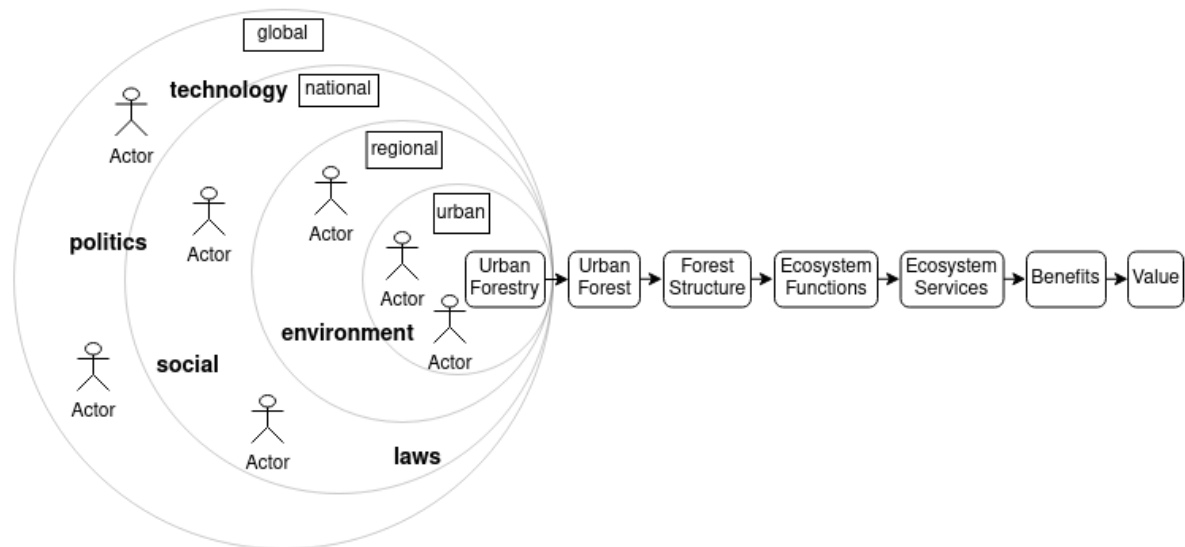 global
technology
national
Actor
regional
Actor
Actor
urban
politics
Actor
Urban
Forestry
Urban
Forest
Forest
Structure
Ecosystem
Functions
Ecosystem
Services
Benefits
Value
environment
Actor
social
Actor
Actor
laws